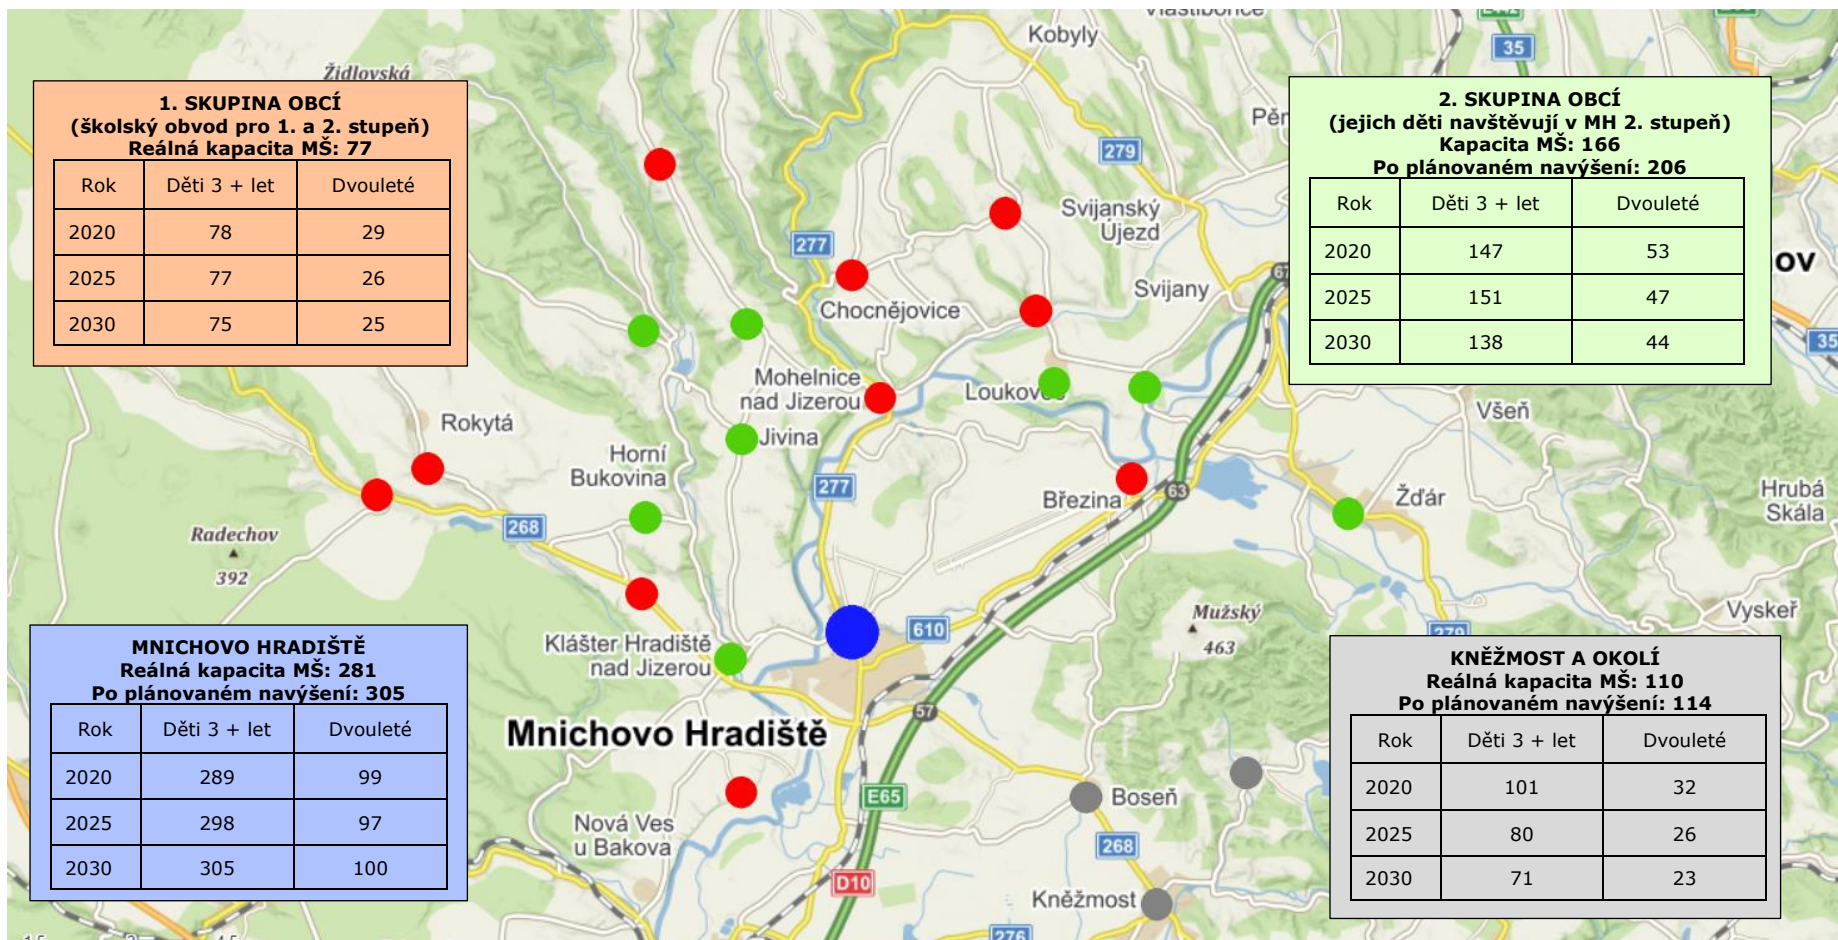 Kobyly
35
Židlovská
1. SKUPINA OBCÍ
(školský obvod pro 1. a 2. stupeň)
Reálná kapacita MŠ: 77
Rok Děti 3 + let Dvouleté
2020 78 29
2025 77 26
2030 75 25
2. SKUPINA OBCÍ
(jejich děti navštěvují v MH 2. stupeň)
Kapacita MŠ: 166
Po plánovaném navýšení: 206
Rok Děti 3 + let Dvouleté
2020 147 53
2025 151 47
2030 138 44
279
277
Svijanský
Újezd
Svijany
Chocnějovice
35
Mohelnice
nad Jizerou
Všeň
Rokytá
Jivina
Horní
Bukovina
277
Březina
63
Žďár
Hrubá
Skála
268
Radechov
392
Mužský
463
Vyskeř
Klášter Hradiště
nad Jizerou
610
MNICHOVO HRADIŠTĚ
Reálná kapacita MŠ: 281
Po plánovaném navýšení: 305
Rok Děti 3 + let Dvouleté
2020 289 99
2025 298 97
2030 305 100
KNĚŽMOST A OKOLÍ
Reálná kapacita MŠ: 110
Po plánovaném navýšení: 114
Rok Děti 3 + let Dvouleté
2020 101 32
2025 80 26
2030 71 23
57
Mnichovo Hradiště
E65
Boseň
Nová Ves
u Bakova
268
D10
Kněžmost
276